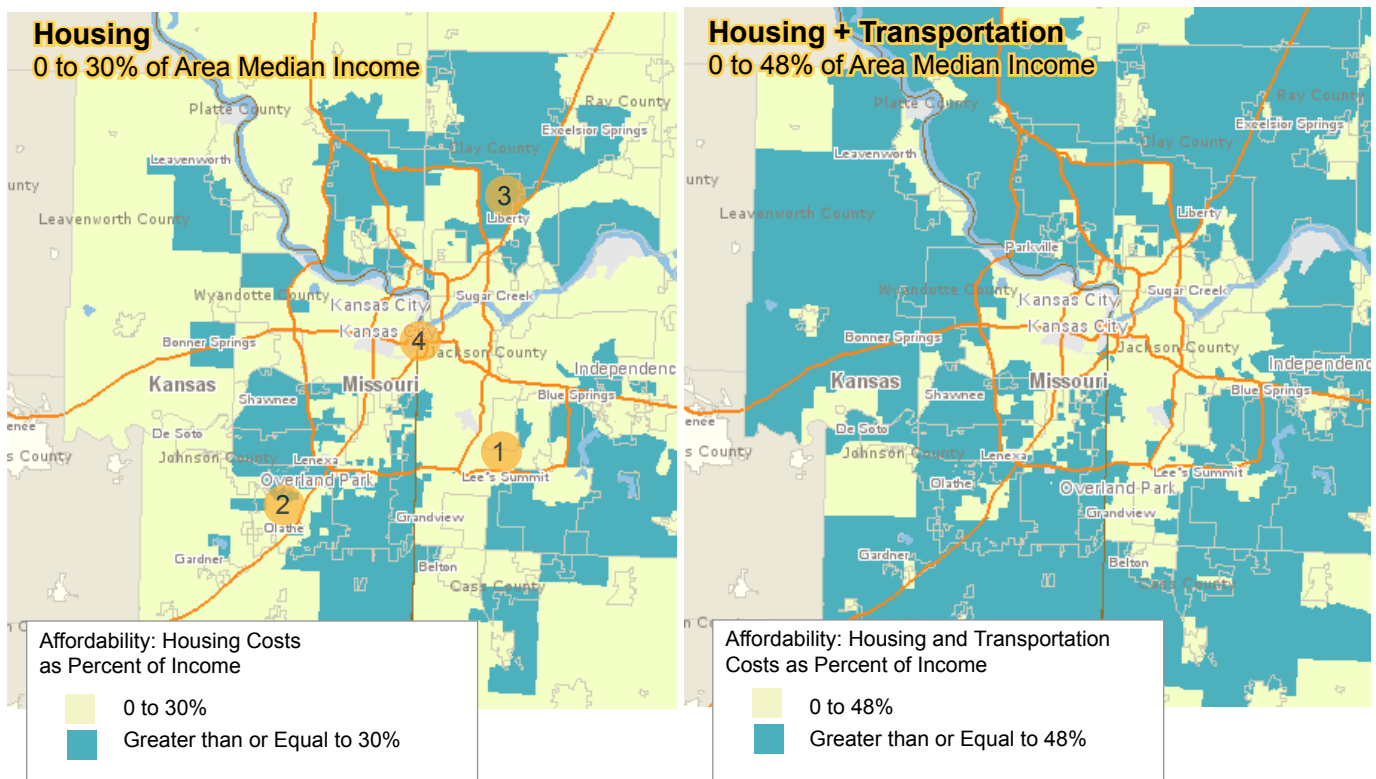 Housing
0 to 30% of Area Median Income
Platte County
Ray County
Excelsior Springs
Clay County
Leavenworth
unty
3
Leavenworth County
Liberty
Wyandotte County
Sugar Creek
Kansas City
Kansas
4
Bonner Springs
Jackson County
Independenc
Kansas
Missouri
Blue Springs
Shawnee
ence
De Soto
s County
Johnson County
Lenexa
1
Overland Park
Lee's Summit
2
Olathe
Grandview
Gardner
Belton
Cass County
n C
Affordability: Housing Costs
as Percent of Income
0 to 30%
Greater than or Equal to 30%
Housing + Transportation
0 to 48% of Area Median Income
Platte County
Ray County
Excelsior Springs
Clay County
Leavenworth
unty
Leavenworth County
Liberty
Parkville
Wyandotte County
Sugar Creek
Kansas City
Kansas City
Bonner Springs
Jackson County
Independenc
Kansas
Missouri
Blue Springs
Shawnee
ence
De Soto
s County
Johnson County
Lenexa
Lee's Summit
Olathe
Overland Park
Grandview
Gardner
Belton
Cass County
n Co
Affordability: Housing and Transportation
Costs as Percent of Income
0 to 48%
Greater than or Equal to 48%